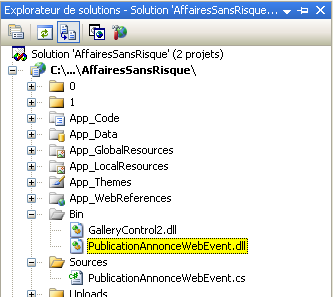 Explorateur de solutions - Solution 'AffairesSansRisque'...
Solution 'AffairesSansRisque' (2 projets)
C:\...\AffairesSansRisque\
0
1
App_Code
App_Data
App_GlobalResources
App_LocalResources
App_Themes
App_WebReferences
Bin
GalleryControl2.dll
PublicationAnnonceWebEvent.dll
Sources
PublicationAnnonceWebEvent.cs
Uploads